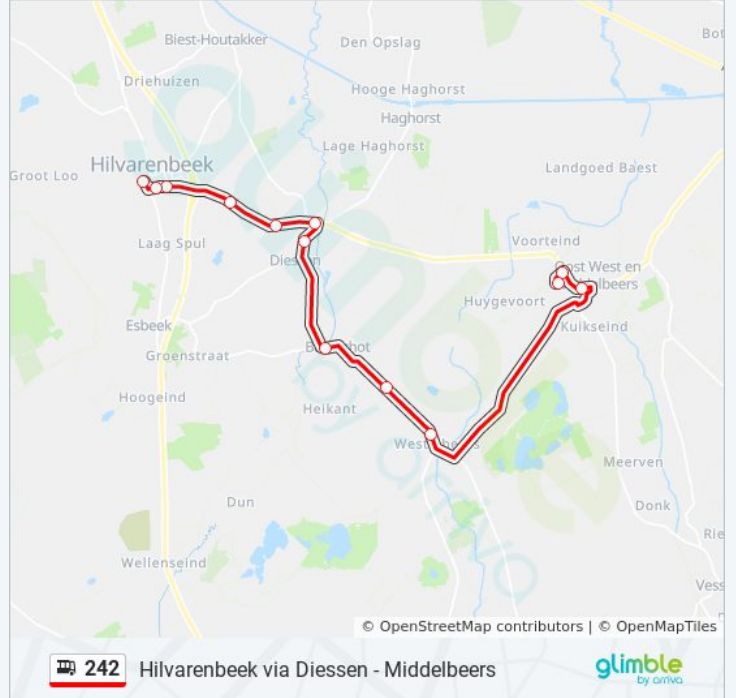 Biest-Houtakker
Den Opslag
Driehuizen
Hooge Haghorst
Haghorst
Lage Haghorst
Hilvarenbeek
Groot Loo
Landgoed Baest
Laag Spul
Voorteind
West en
Huygevoort
Kuikseind
Esbeek
Groenstraat
Hoogeind
Heikant
Meerven
Dun
Donk
Wellenseind
© OpenStreetMap contributors | © OpenMapTiles
242 Hilvarenbeek via Diessen - Middelbeers
glimble
by arriva